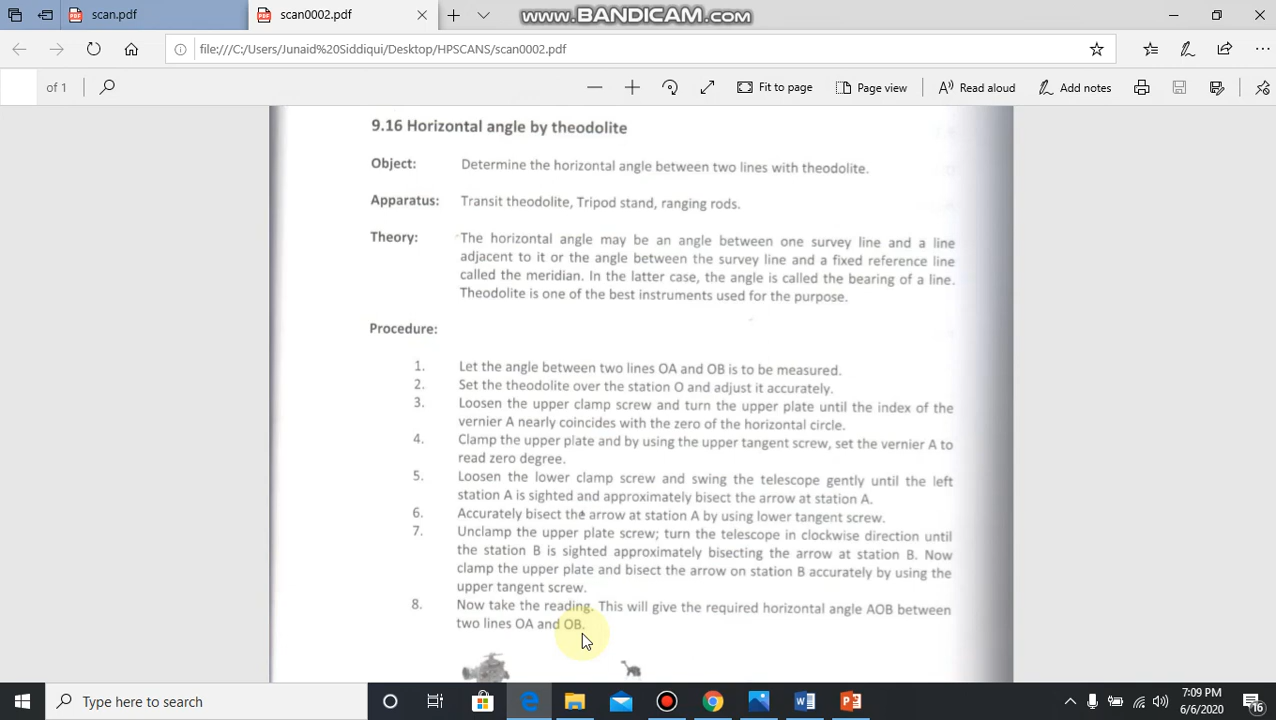 scan.pdf
scan0002.pdf
www.BANDICAM.com
file:///C:/Users/Junaid%20Siddiqui/Desktop/HPSCANS/scan0002.pdf
of 1
Fit to page
Page view
Read aloud
Add notes
9.16 Horizontal angle by theodolite
Object: Determine the horizontal angle between two lines with theodolite.
Apparatus: Transit theodolite, Tripod stand, ranging rods.
Theory: The horizontal angle may be an angle between one survey line and a line
adjacent to it or the angle between the survey line and a fixed reference line
called the meridian. In the latter case, the angle is called the bearing of a line.
Theodolite is one of the best instruments used for the purpose.
Procedure:
1. Let the angle between two lines OA and OB is to be measured.
2. Set the theodolite over the station O and adjust it accurately.
3. Loosen the upper clamp screw and turn the upper plate until the index of the
vernier A nearly coincides with the zero of the horizontal circle.
4. Clamp the upper plate and by using the upper tangent screw, set the vernier A to
read zero degree.
5. Loosen the lower clamp screw and swing the telescope gently until the left
station A is sighted and approximately bisect the arrow at station A.
6. Accurately bisect the arrow at station A by using lower tangent screw.
7. Unclamp the upper plate screw; turn the telescope in clockwise direction until
the station B is sighted approximately bisecting the arrow at station B. Now
clamp the upper plate and bisect the arrow on station B accurately by using the
upper tangent screw.
8. Now take the reading. This will give the required horizontal angle AOB between
two lines OA and OB.
Type here to search
7:09 PM
6/6/2020
16